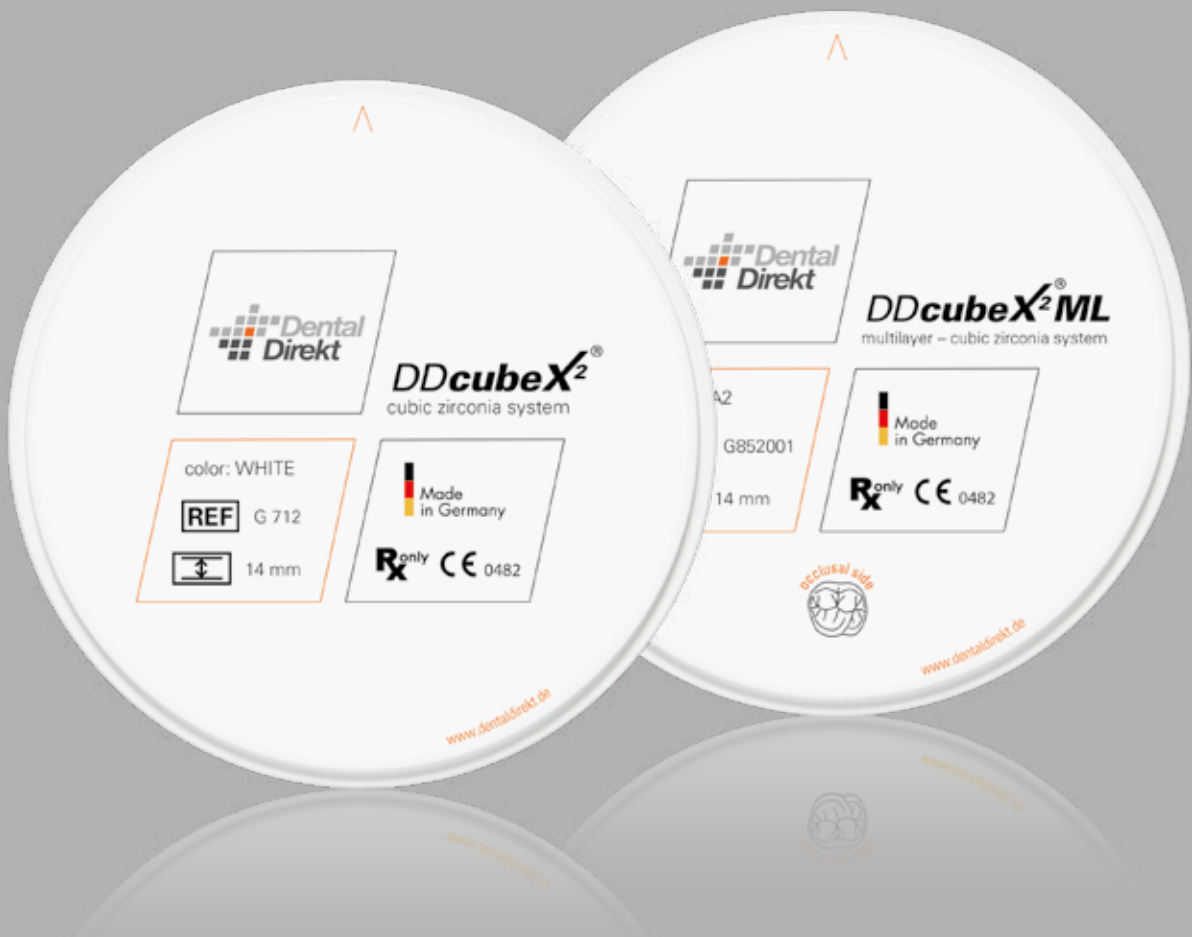 Dental
Direkt
DDcubeX²®
cubic zirconia system
color: WHITE
REF G 712
14 mm
Made
in Germany
Rx only CE 0482
www.dentaldirekt.de
Dental
Direkt
DDcubeX²® ML
multilayer – cubic zirconia system
A2
G852001
14 mm
Made
in Germany
Rx only CE 0482
occlusal side
www.dentaldirekt.de